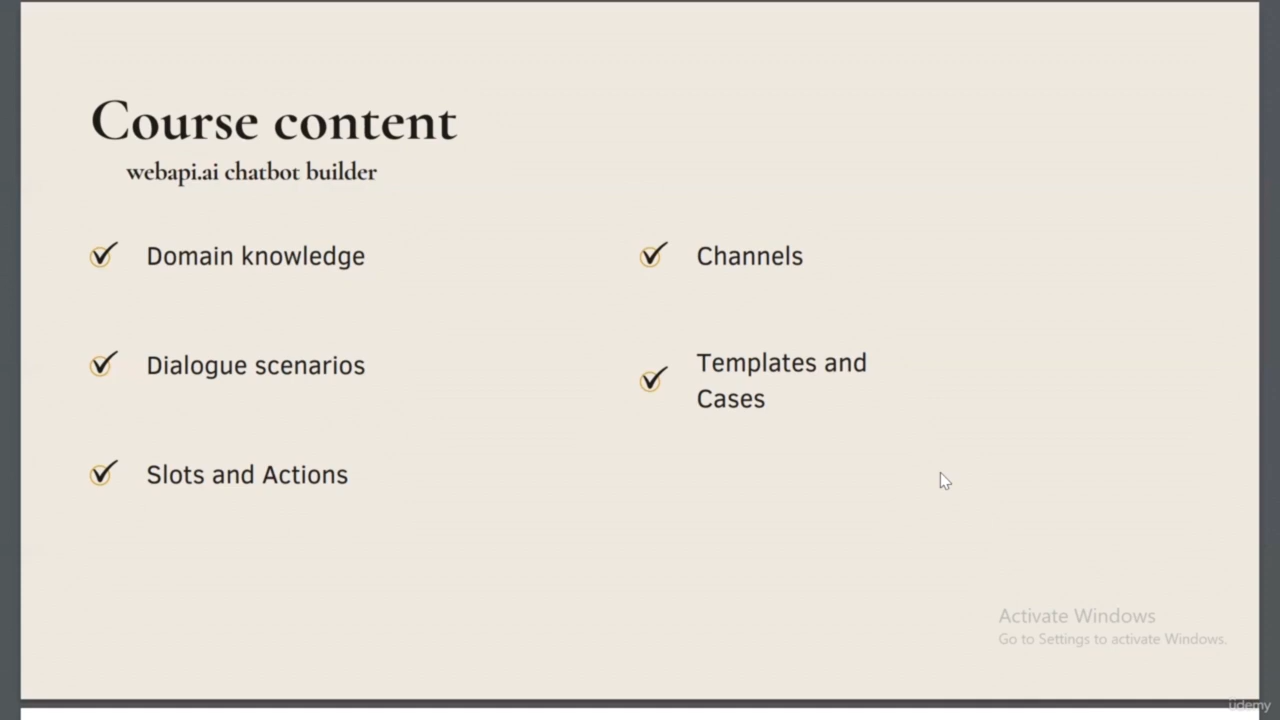 Course content
webapi.ai chatbot builder
Domain knowledge
Dialogue scenarios
Slots and Actions
Channels
Templates and
Cases
Activate Windows
Go to Settings to activate Windows.
ûdemy